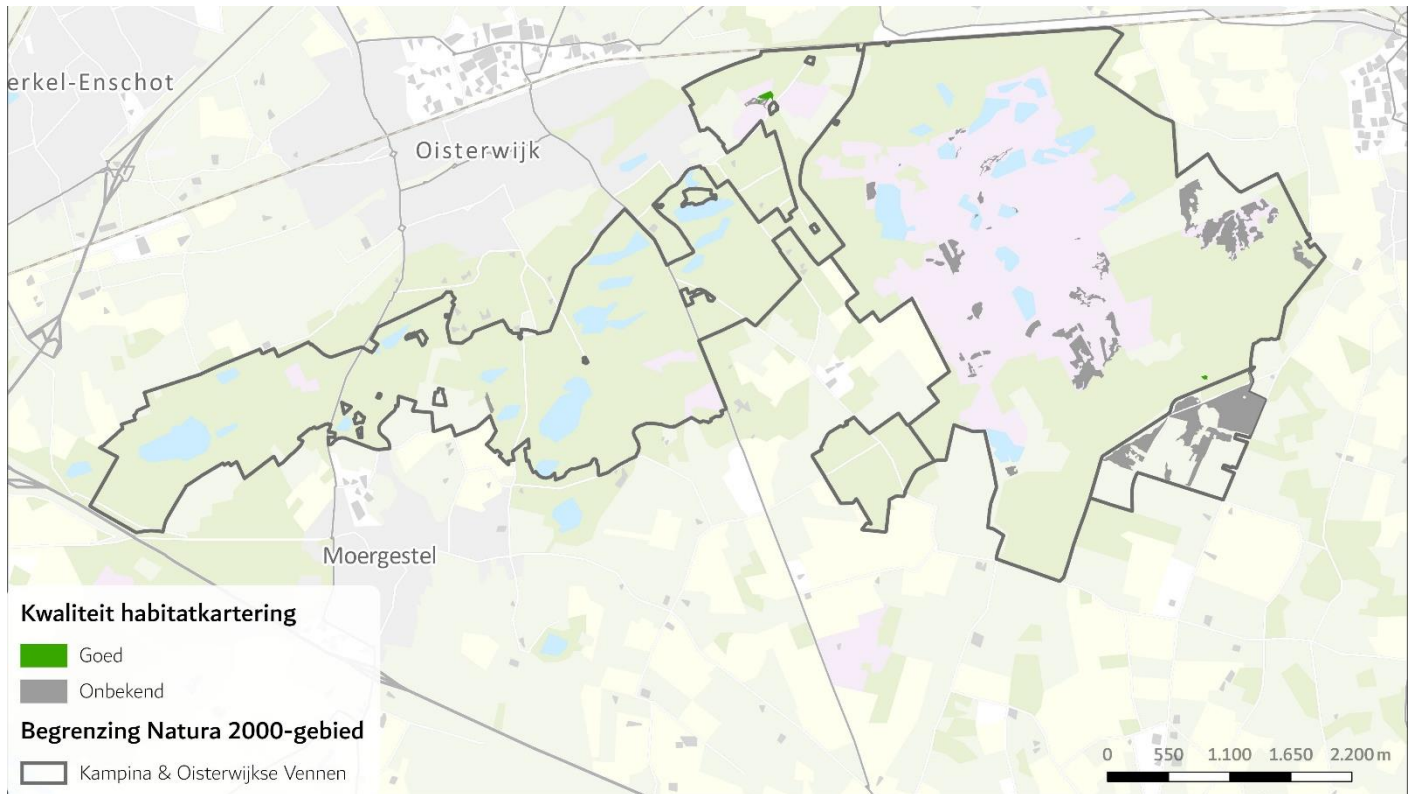 erkel-Enschot
Oisterwijk
Moergestel
Kwaliteit habitatkartering
Goed
Onbekend
Begrenzing Natura 2000-gebied
Kampina & Oisterwijkse Vennen
0 550 1.100 1.650 2.200 m